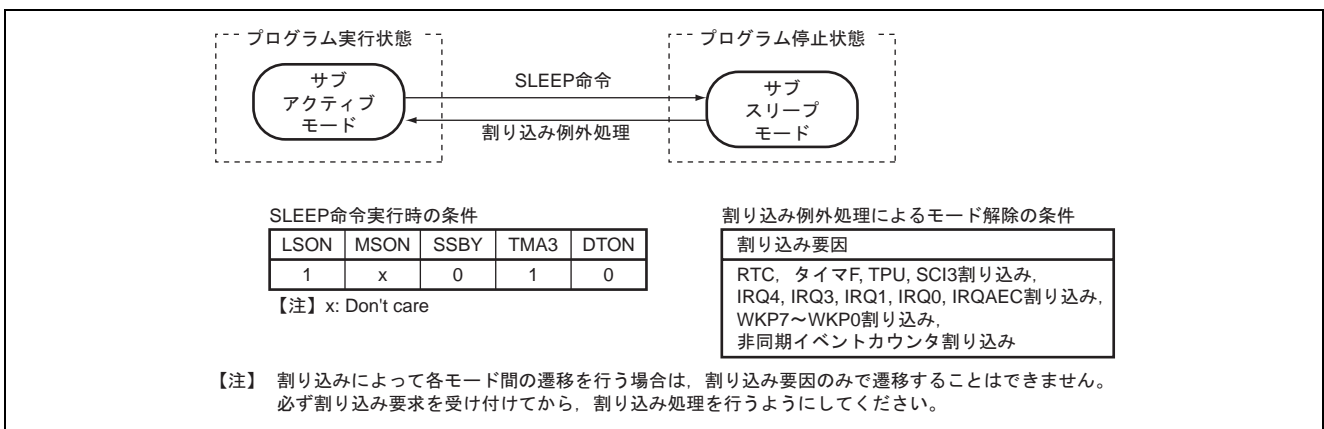 プログラム実行状態
プログラム停止状態
サブ
アクティブ
モード
SLEEP命令
割り込み例外処理
サブ
スリープ
モード
SLEEP命令実行時の条件
LSON MSON SSBY TMA3 DTON
1 x 0 1 0
【注】x: Don't care
割り込み例外処理によるモード解除の条件
割り込み要因
RTC, タイマF, TPU, SCI3割り込み,
IRQ4, IRQ3, IRQ1, IRQ0, IRQAEC割り込み,
WKP7～WKP0割り込み,
非同期イベントカウンタ割り込み
【注】 割り込みによって各モード間の遷移を行う場合は, 割り込み要因のみで遷移することはできません。
必ず割り込み要求を受け付けてから, 割り込み処理を行うようにしてください。